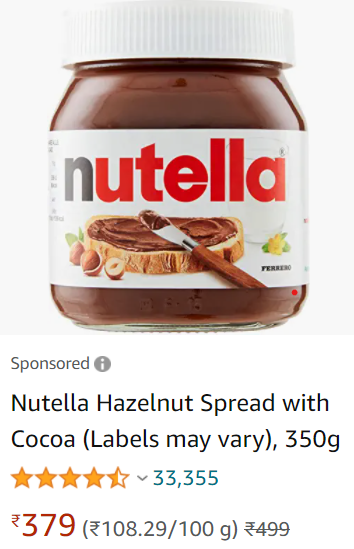 nutella
®
FERRERO
Sponsored
Nutella Hazelnut Spread with
Cocoa (Labels may vary), 350g
33,355
₹379 (₹108.29/100 g) ₹499